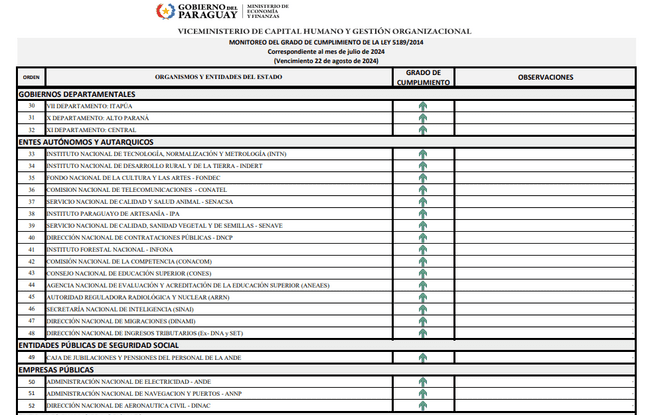 GOBIERNO DEL PARAGUAY
MINISTERIO DE ECONOMÍA Y FINANZAS
VICEMINISTERIO DE CAPITAL HUMANO Y GESTIÓN ORGANIZACIONAL
MONITOREO DEL GRADO DE CUMPLIMIENTO DE LA LEY 5189/2014
Correspondiente al mes de julio de 2024
(Vencimiento 22 de agosto de 2024)
ORDEN ORGANISMOS Y ENTIDADES DEL ESTADO GRADO DE CUMPLIMIENTO OBSERVACIONES
GOBIERNOS DEPARTAMENTALES
30 VII DEPARTAMENTO: ITAPÚA
31 X DEPARTAMENTO: ALTO PARANÁ
32 XI DEPARTAMENTO: CENTRAL
ENTES AUTÓNOMOS Y AUTARQUICOS
33 INSTITUTO NACIONAL DE TECNOLOGÍA, NORMALIZACIÓN Y METROLOGÍA (INTN)
34 INSTITUTO NACIONAL DE DESARROLLO RURAL Y DE LA TIERRA - INDERT
35 FONDO NACIONAL DE LA CULTURA Y LAS ARTES - FONDEC
36 COMISION NACIONAL DE TELECOMUNICACIONES - CONATEL
37 SERVICIO NACIONAL DE CALIDAD Y SALUD ANIMAL - SENACSA
38 INSTITUTO PARAGUAYO DE ARTESANÍA - IPA
39 SERVICIO NACIONAL DE CALIDAD, SANIDAD VEGETAL Y DE SEMILLAS - SENAVE
40 DIRECCIÓN NACIONAL DE CONTRATACIONES PÚBLICAS - DNCP
41 INSTITUTO FORESTAL NACIONAL - INFONA
42 COMISIÓN NACIONAL DE LA COMPETENCIA (CONACOM)
43 CONSEJO NACIONAL DE EDUCACIÓN SUPERIOR (CONES)
44 AGENCIA NACIONAL DE EVALUACIÓN Y ACREDITACIÓN DE LA EDUCACIÓN SUPERIOR (ANEAES)
45 AUTORIDAD REGULADORA RADIOLÓGICA Y NUCLEAR (ARRN)
46 SECRETARÍA NACIONAL DE INTELIGENCIA (SINAI)
47 DIRECCIÓN NACIONAL DE MIGRACIONES (DINAMI)
48 DIRECCIÓN NACIONAL DE INGRESOS TRIBUTARIOS (Ex- DNA y SET)
ENTIDADES PÚBLICAS DE SEGURIDAD SOCIAL
49 CAJA DE JUBILACIONES Y PENSIONES DEL PERSONAL DE LA ANDE
EMPRESAS PÚBLICAS
50 ADMINISTRACIÓN NACIONAL DE ELECTRICIDAD - ANDE
51 ADMINISTRACIÓN NACIONAL DE NAVEGACION Y PUERTOS - ANNP
52 DIRECCIÓN NACIONAL DE AERONAUTICA CIVIL - DINAC